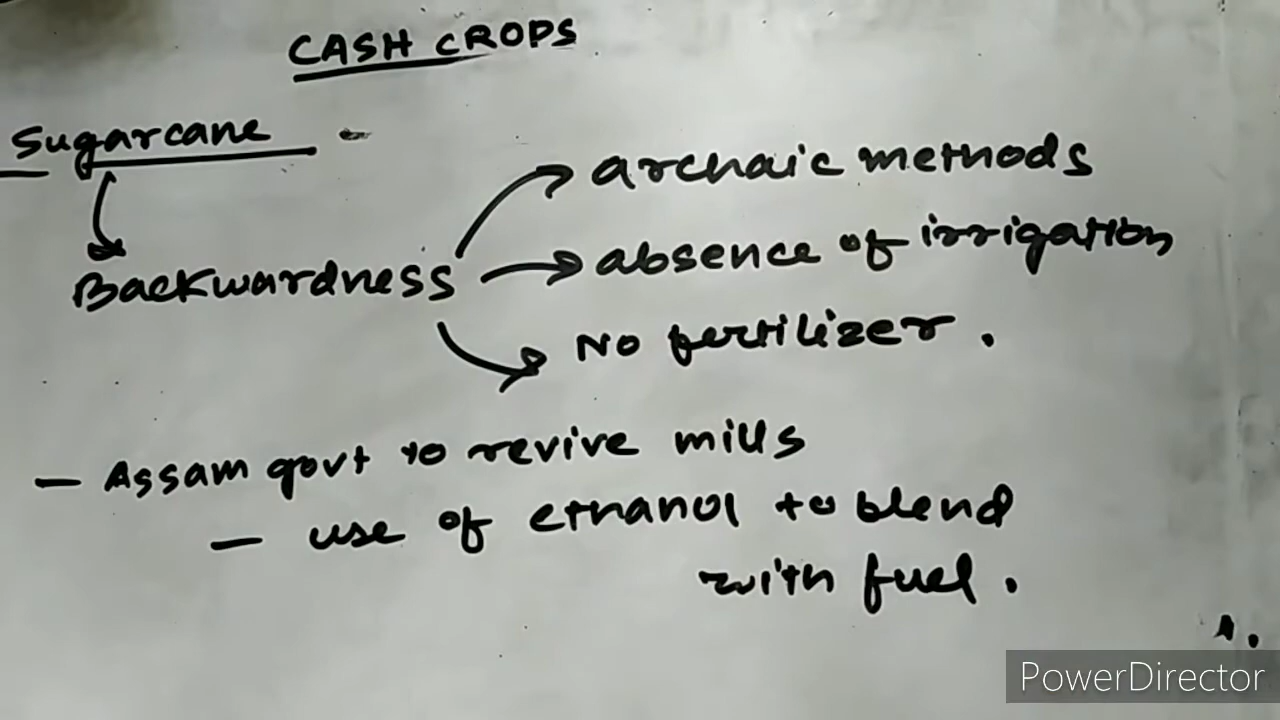 CASH CROPS
Sugarcane -
Backwardness
archaic methods
absence of irrigation
No fertilizer.
- Assam govt to revive mills
- use of ethanol to blend
with fuel.
PowerDirector